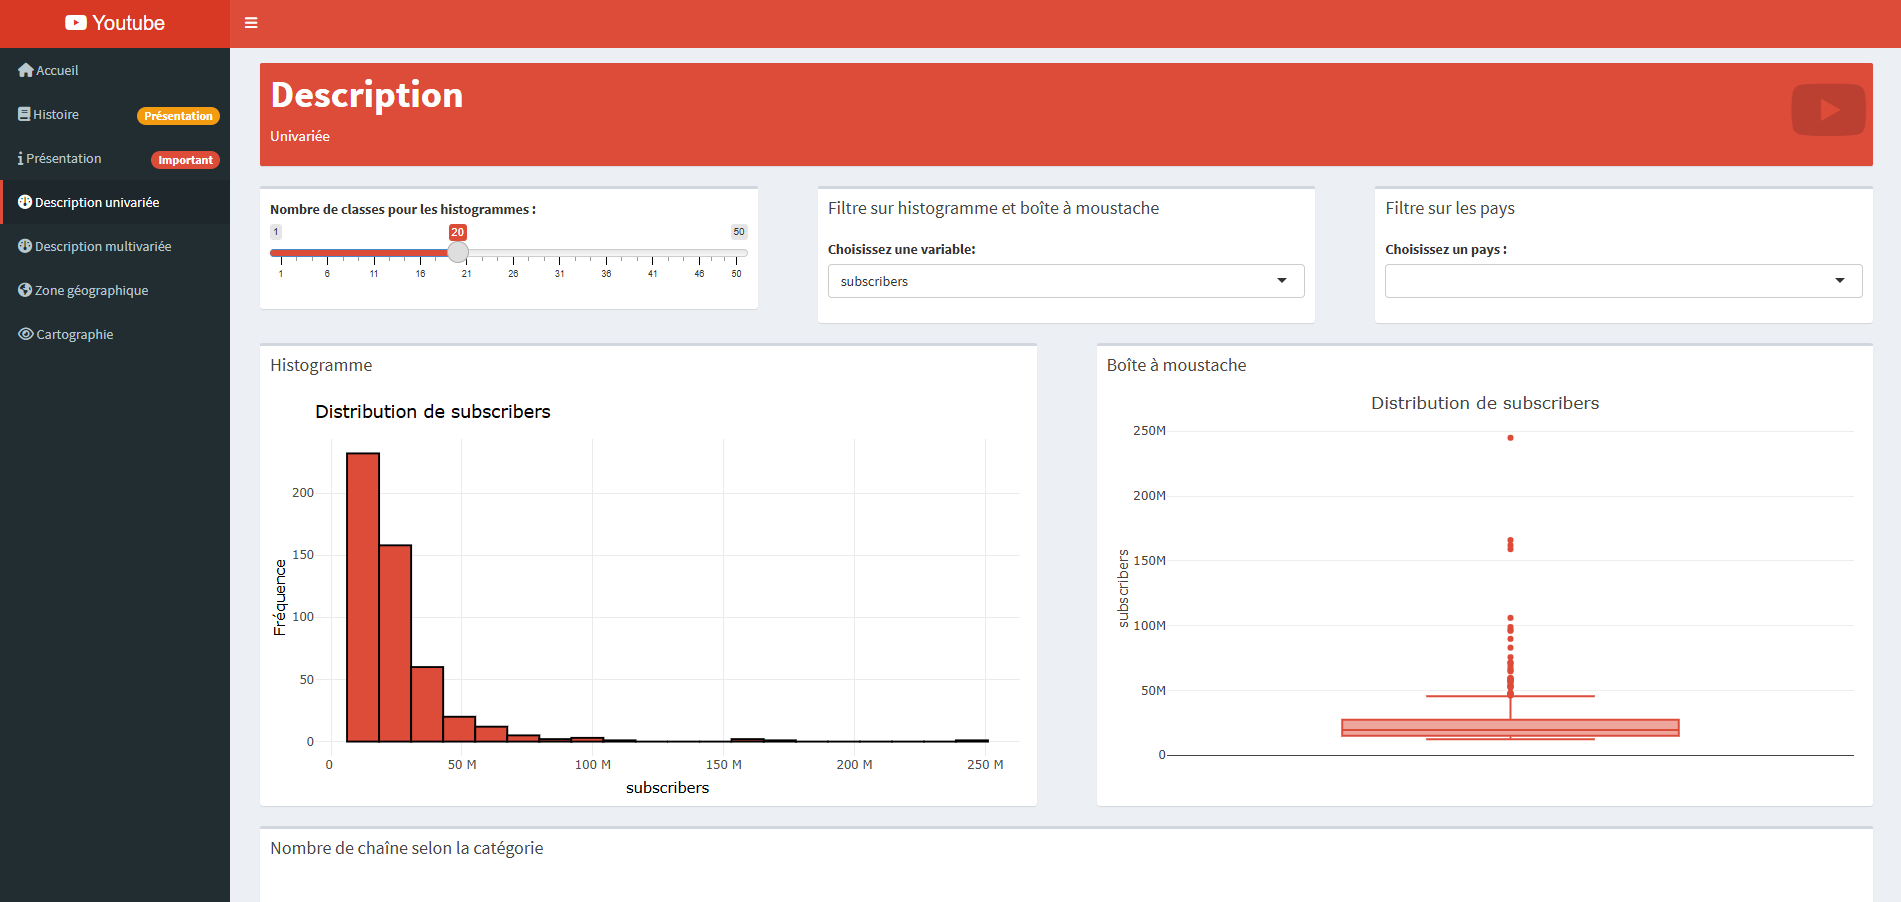 Youtube
Accueil
Histoire
Présentation
Présentation
Important
Description univariée
Description multivariée
Zone géographique
Cartographie
Description
Univariée
Nombre de classes pour les histogrammes :
1 20 50
1 6 11 16 21 26 31 36 41 46 50
Filtre sur histogramme et boîte à moustache
Choisissez une variable:
subscribers
Filtre sur les pays
Choisissez un pays :
Histogramme
Distribution de subscribers
200
150
100
50
0
Fréquence
0 50 M 100 M 150 M 200 M 250 M
subscribers
Boîte à moustache
Distribution de subscribers
250M
200M
150M
100M
50M
0
subscribers
Nombre de chaîne selon la catégorie